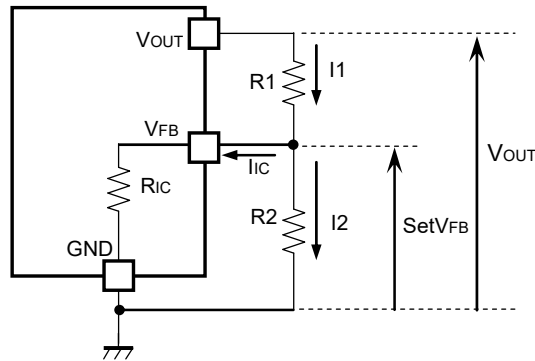 VOUT
R1
I1
VFB
IIC
VOUT
RIC
R2
I2
SetVFB
GND